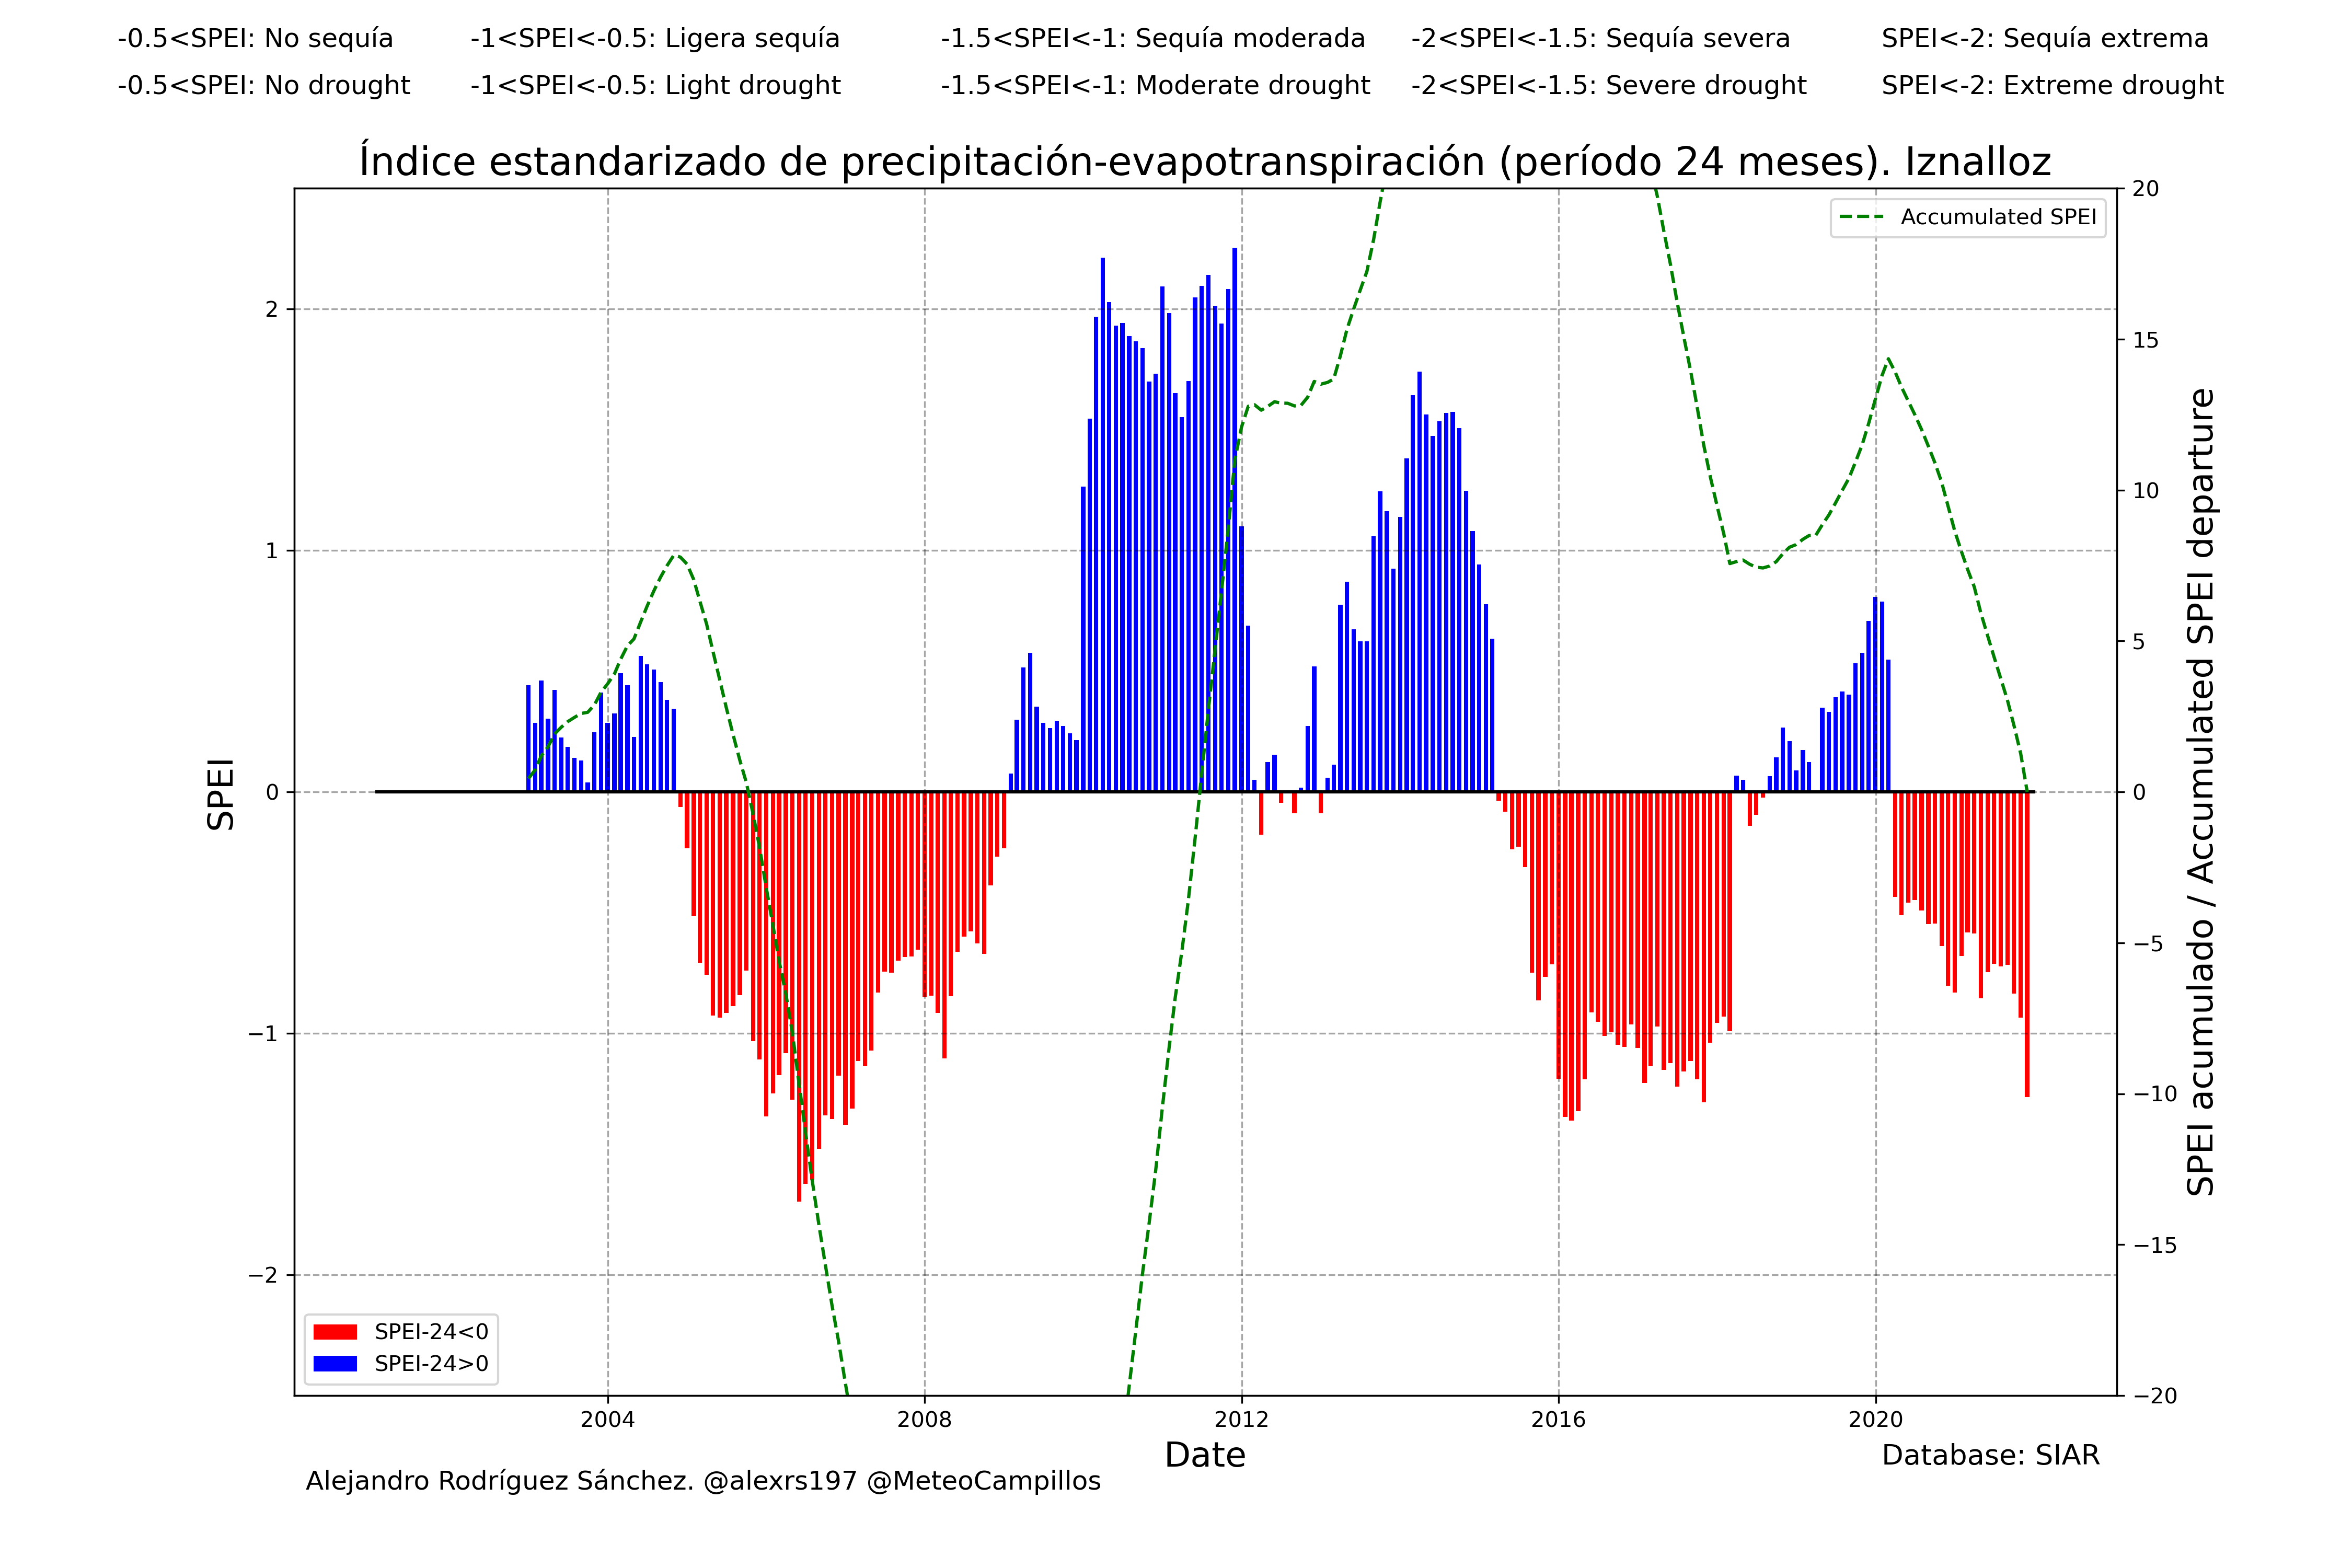 -0.5<SPEI: No sequía -1<SPEI<-0.5: Ligera sequía -1.5<SPEI<-1: Sequía moderada -2<SPEI<-1.5: Sequía severa SPEI<-2: Sequía extrema
-0.5<SPEI: No drought -1<SPEI<-0.5: Light drought -1.5<SPEI<-1: Moderate drought -2<SPEI<-1.5: Severe drought SPEI<-2: Extreme drought
Índice estandarizado de precipitación-evapotranspiración (período 24 meses). Iznalloz
Accumulated SPEI
SPEI
2
1
0
−1
−2
20
15
10
5
0
−5
−10
−15
−20
SPEI acumulado / Accumulated SPEI departure
SPEI-24<0
SPEI-24>0
2004 2008 2012 2016 2020
Date
Database: SIAR
Alejandro Rodríguez Sánchez. @alexrs197 @MeteoCampillos